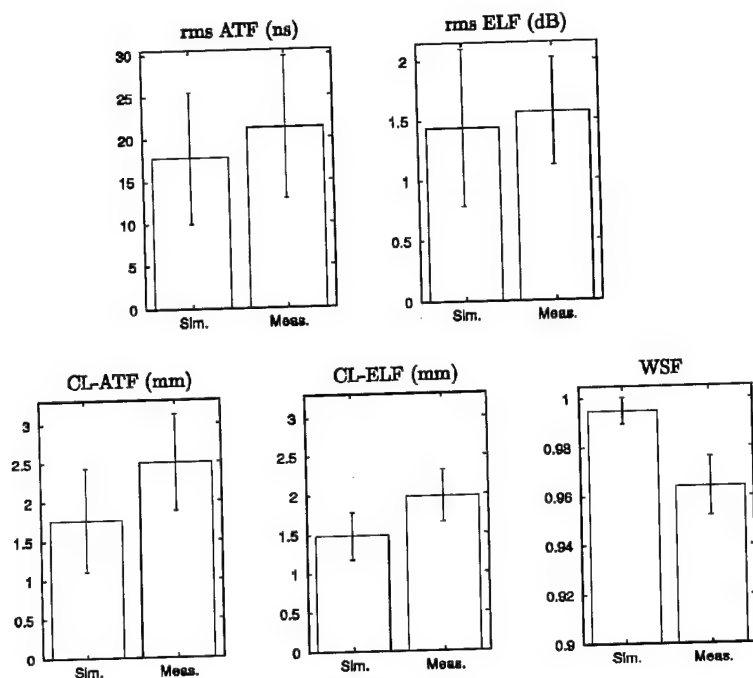 rms ATF (ns)
30
25
20
15
10
5
0
Sim.
Meas.
rms ELF (dB)
2
1.5
1
0.5
0
Sim.
Meas.
CL-ATF (mm)
3
2.5
2
1.5
1
0.5
0
Sim.
Meas.
CL-ELF (mm)
3
2.5
2
1.5
1
0.5
0
Sim.
Meas.
WSF
1
0.98
0.96
0.94
0.92
0.9
Sim.
Meas.